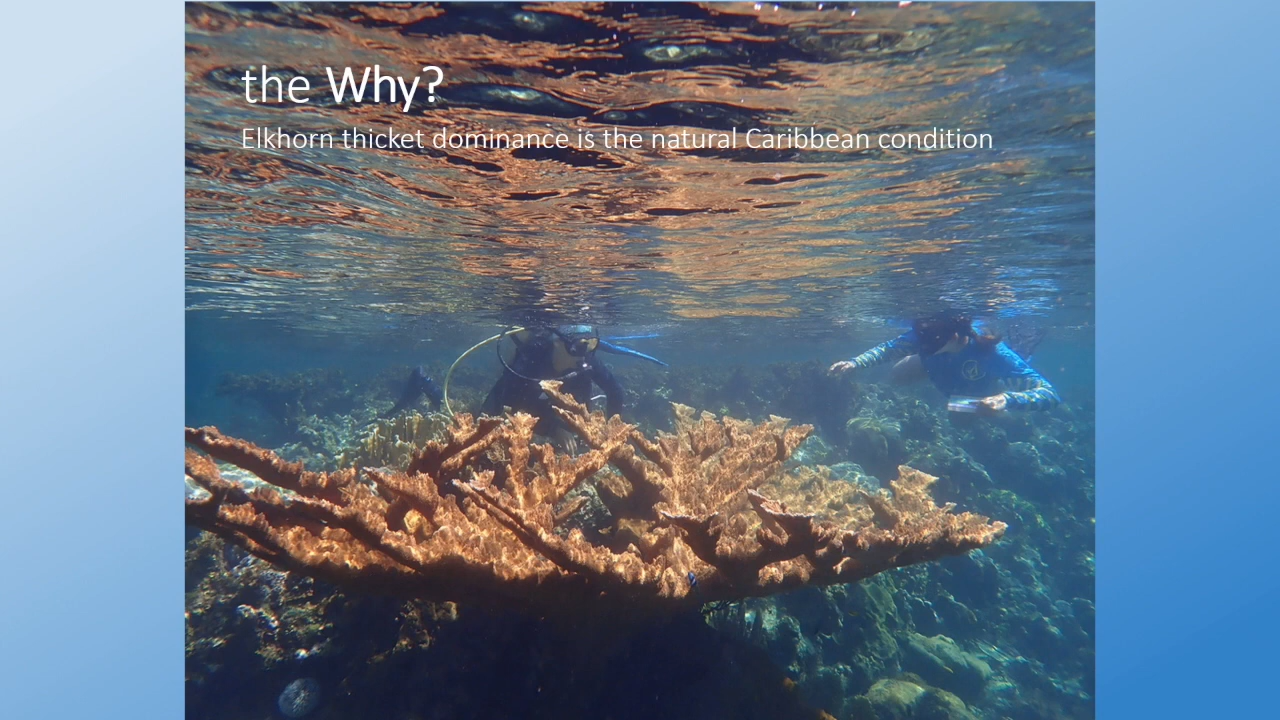 the Why?
Elkhorn thicket dominance is the natural Caribbean condition